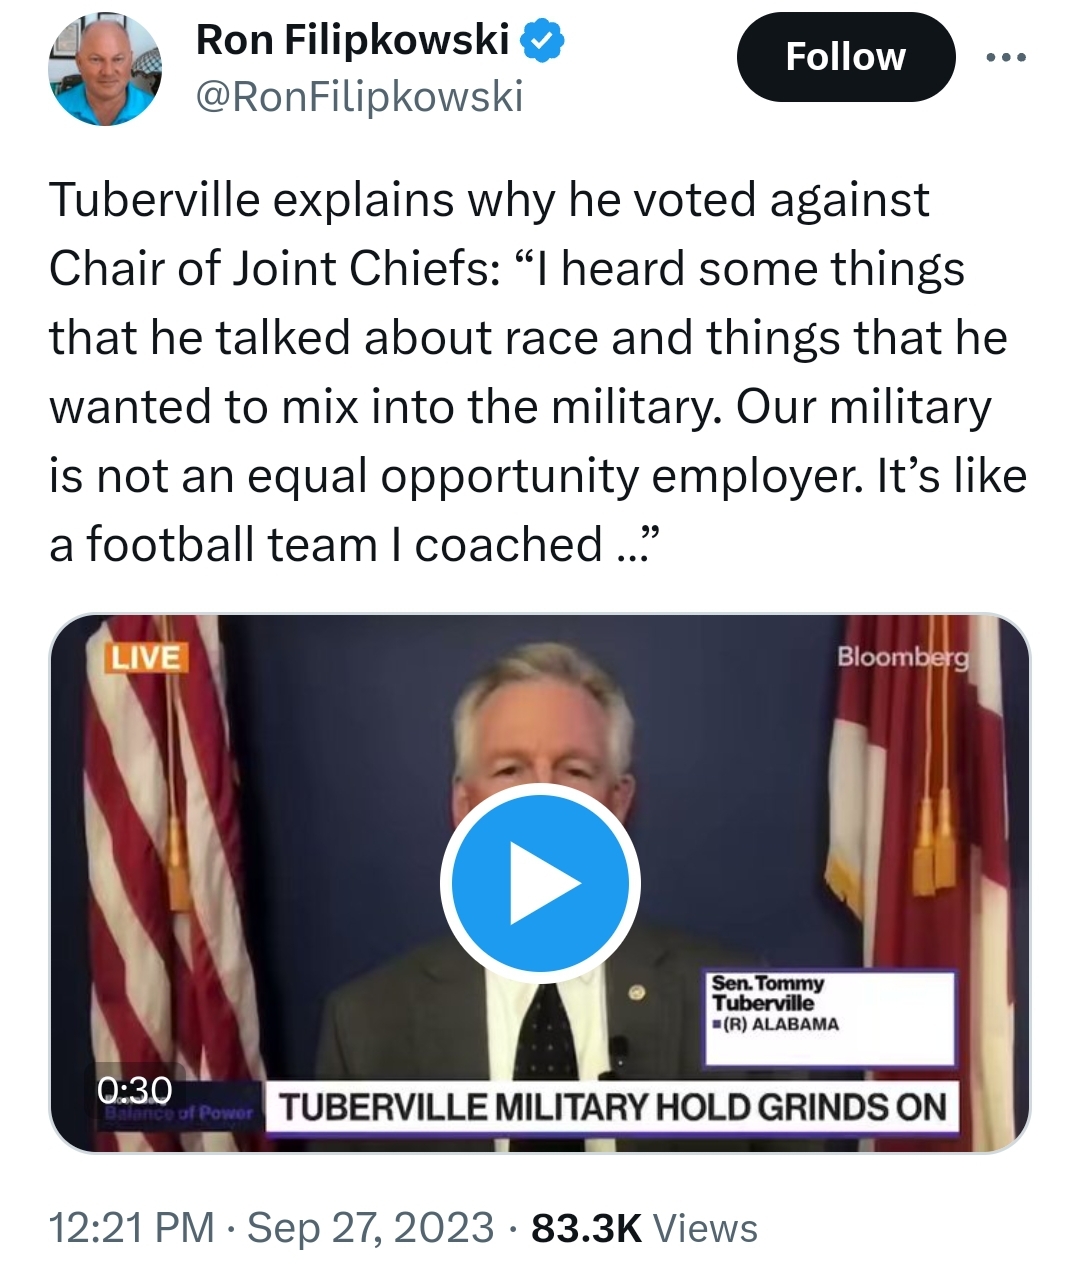 Ron Filipkowski
Follow
@RonFilipkowski
Tuberville explains why he voted against
Chair of Joint Chiefs: “I heard some things
that he talked about race and things that he
wanted to mix into the military. Our military
is not an equal opportunity employer. It’s like
a football team I coached ...”
LIVE
Bloomberg
Sen. Tommy
Tuberville
(R) ALABAMA
0:30
Balance of Power
TUBERVILLE MILITARY HOLD GRINDS ON
12:21 PM · Sep 27, 2023 · 83.3K Views